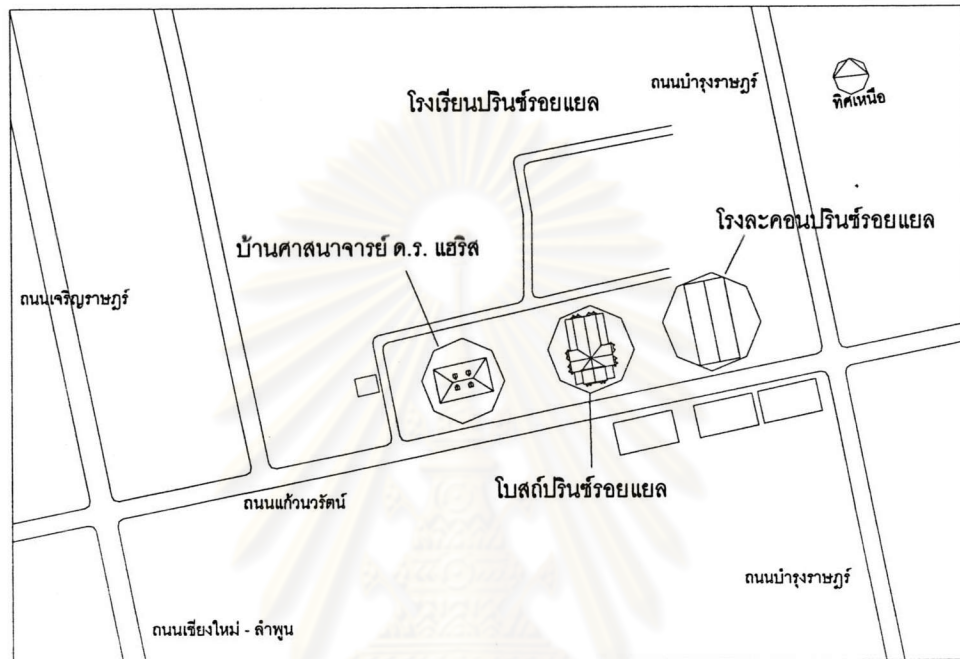 ถนนบำรุงราษฎร์
ทิศเหนือ
โรงเรียนปรินซ์รอยแยล
โรงละคอนปรินซ์รอยแยล
บ้านศาสนาจารย์ ด.ร. แฮริส
ถนนเจริญราษฎร์
โบสถ์ปรินซ์รอยแยล
ถนนแก้วนวรัตน์
ถนนบำรุงราษฎร์
ถนนเชียงใหม่ - ลำพูน